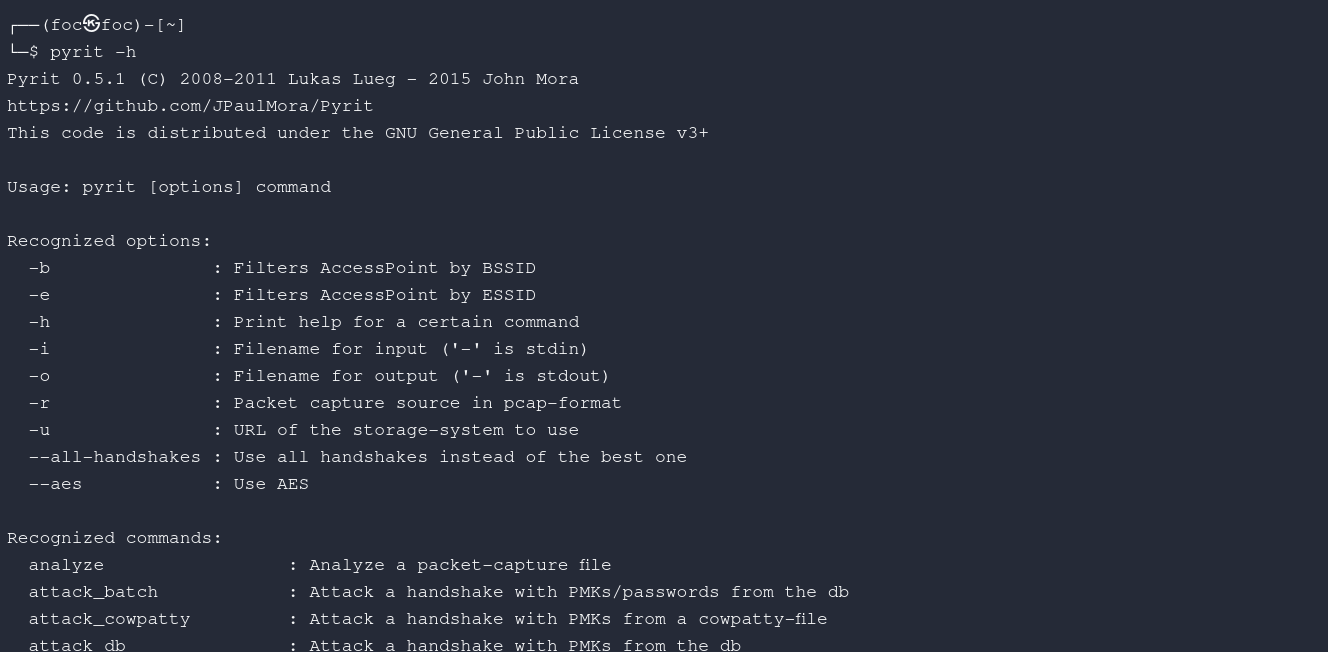 ┌──(foc㉿foc)-[~]
└─$ pyrit -h
Pyrit 0.5.1 (C) 2008-2011 Lukas Lueg - 2015 John Mora
https://github.com/JPaulMora/Pyrit
This code is distributed under the GNU General Public License v3+
Usage: pyrit [options] command
Recognized options:
  -b               : Filters AccessPoint by BSSID
  -e               : Filters AccessPoint by ESSID
  -h               : Print help for a certain command
  -i               : Filename for input ('-' is stdin)
  -o               : Filename for output ('-' is stdout)
  -r               : Packet capture source in pcap-format
  -u               : URL of the storage-system to use
  --all-handshakes : Use all handshakes instead of the best one
  --aes            : Use AES
Recognized commands:
  analyze                 : Analyze a packet-capture file
  attack_batch            : Attack a handshake with PMKs/passwords from the db
  attack_cowpatty         : Attack a handshake with PMKs from a cowpatty-file
  attack_db               : Attack a handshake with PMKs from the db